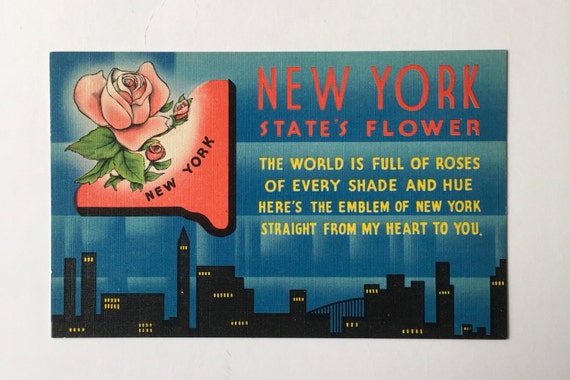 NEW YORK
STATE'S FLOWER
THE WORLD IS FULL OF ROSES
OF EVERY SHADE AND HUE
HERE'S THE EMBLEM OF NEW YORK
STRAIGHT FROM MY HEART TO YOU.
NEW YORK